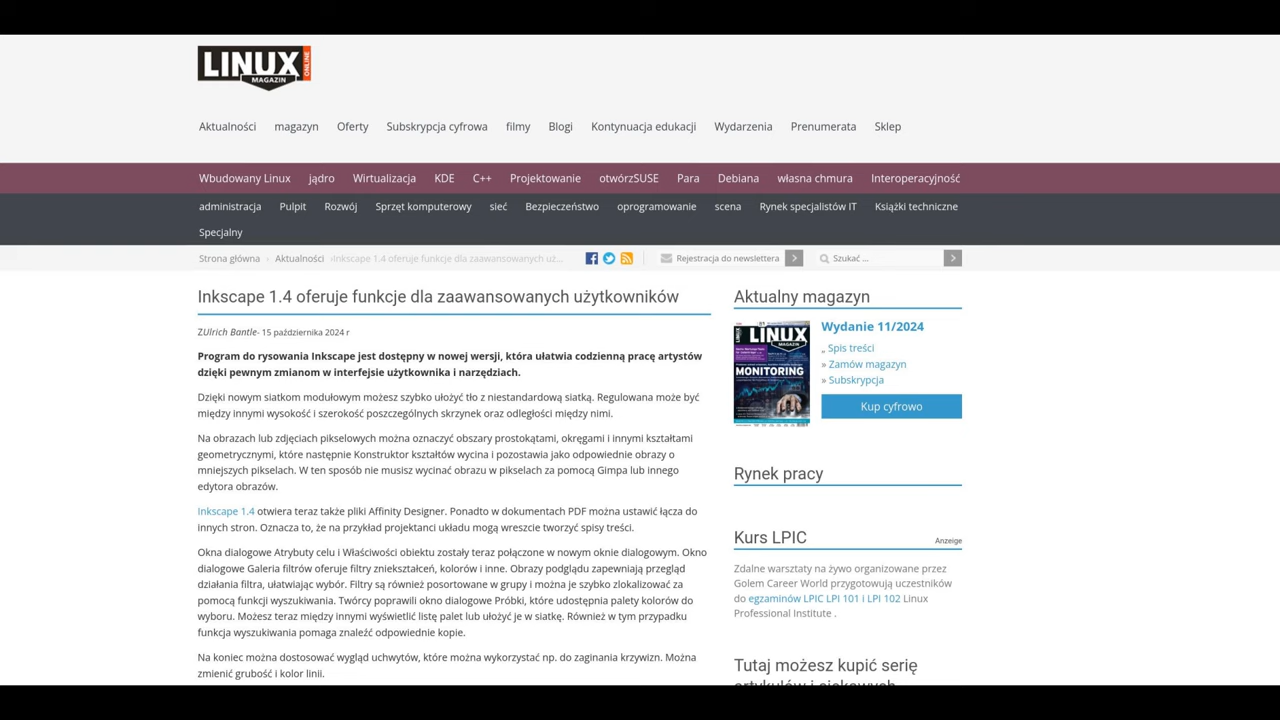 LINUX
MAGAZIN
ONLINE
Aktualności magazyn Oferty Subskrypcja cyfrowa filmy Blogi Kontynuacja edukacji Wydarzenia Prenumerata Sklep
Wbudowany Linux jądro Wirtualizacja KDE C++ Projektowanie otwórzSUSE Para Debiana własna chmura Interoperacyjność
administracja Pulpit Rozwój Sprzęt komputerowy sieć Bezpieczeństwo oprogramowanie scena Rynek specjalistów IT Książki techniczne
Specjalny
Strona główna › Aktualności ›Inkscape 1.4 oferuje funkcje dla zaawansowanych uż...
Rejestracja do newslettera
Szukać ...
Inkscape 1.4 oferuje funkcje dla zaawansowanych użytkowników
ZUlrich Bantle- 15 października 2024 r
Program do rysowania Inkscape jest dostępny w nowej wersji, która ułatwia codzienną pracę artystów
dzięki pewnym zmianom w interfejsie użytkownika i narzędziach.
Dzięki nowym siatkom modułowym możesz szybko ułożyć tło z niestandardową siatką. Regulowana może być
między innymi wysokość i szerokość poszczególnych skrzynek oraz odległości między nimi.
Na obrazach lub zdjęciach pikselowych można oznaczyć obszary prostokątami, okręgami i innymi kształtami
geometrycznymi, które następnie Konstruktor kształtów wycina i pozostawia jako odpowiednie obrazy o
mniejszych pikselach. W ten sposób nie musisz wycinać obrazu w pikselach za pomocą Gimpa lub innego
edytora obrazów.
Inkscape 1.4 otwiera teraz także pliki Affinity Designer. Ponadto w dokumentach PDF można ustawić łącza do
innych stron. Oznacza to, że na przykład projektanci układu mogą wreszcie tworzyć spisy treści.
Okna dialogowe Atrybuty celu i Właściwości obiektu zostały teraz połączone w nowym oknie dialogowym. Okno
dialogowe Galeria filtrów oferuje filtry zniekształceń, kolorów i inne. Obrazy podglądu zapewniają przegląd
działania filtra, ułatwiając wybór. Filtry są również posortowane w grupy i można je szybko zlokalizować za
pomocą funkcji wyszukiwania. Twórcy poprawili okno dialogowe Próbki, które udostępnia palety kolorów do
wyboru. Możesz teraz między innymi wyświetlić listę palet lub ułożyć je w siatkę. Również w tym przypadku
funkcja wyszukiwania pomaga znaleźć odpowiednie kopie.
Na koniec można dostosować wygląd uchwytów, które można wykorzystać np. do zaginania krzywizn. Można
zmienić grubość i kolor linii.
Aktualny magazyn
LINUX
MAGAZIN
MONITORING
Wydanie 11/2024
„ Spis treści
» Zamów magazyn
» Subskrypcja
Kup cyfrowo
Rynek pracy
Kurs LPIC
Anzeige
Zdalne warsztaty na żywo organizowane przez
Golem Career World przygotowują uczestników
do egzaminów LPIC LPI 101 i LPI 102 Linux
Professional Institute .
Tutaj możesz kupić serię
artykułów i ciekawych